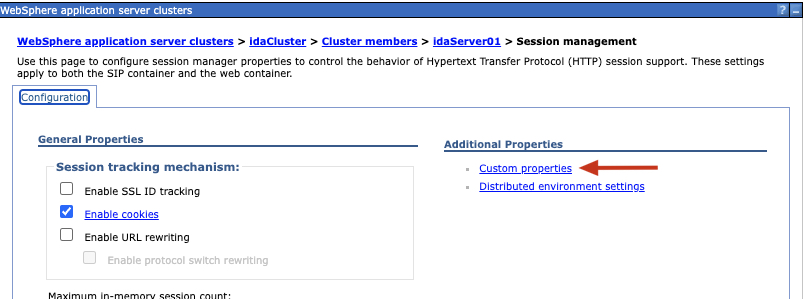 WebSphere application server clusters ? _
WebSphere application server clusters > idaCluster > Cluster members > idaServer01 > Session management
Use this page to configure session manager properties to control the behavior of Hypertext Transfer Protocol (HTTP) session support. These settings
apply to both the SIP container and the web container.
Configuration
General Properties
Session tracking mechanism:
Enable SSL ID tracking
Enable cookies
Enable URL rewriting
Enable protocol switch rewriting
Maximum in-memory session count:
Additional Properties
Custom properties
Distributed environment settings